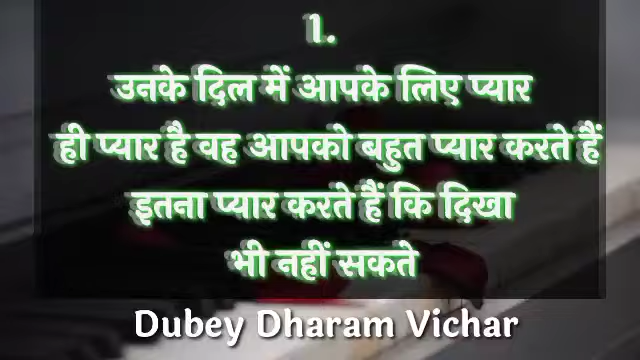 1.
उनके दिल में आपके लिए प्यार
ही प्यार है वह आपको बहुत प्यार करते हैं
इतना प्यार करते हैं कि दिखा
भी नहीं सकते
Dubey Dharam Vichar